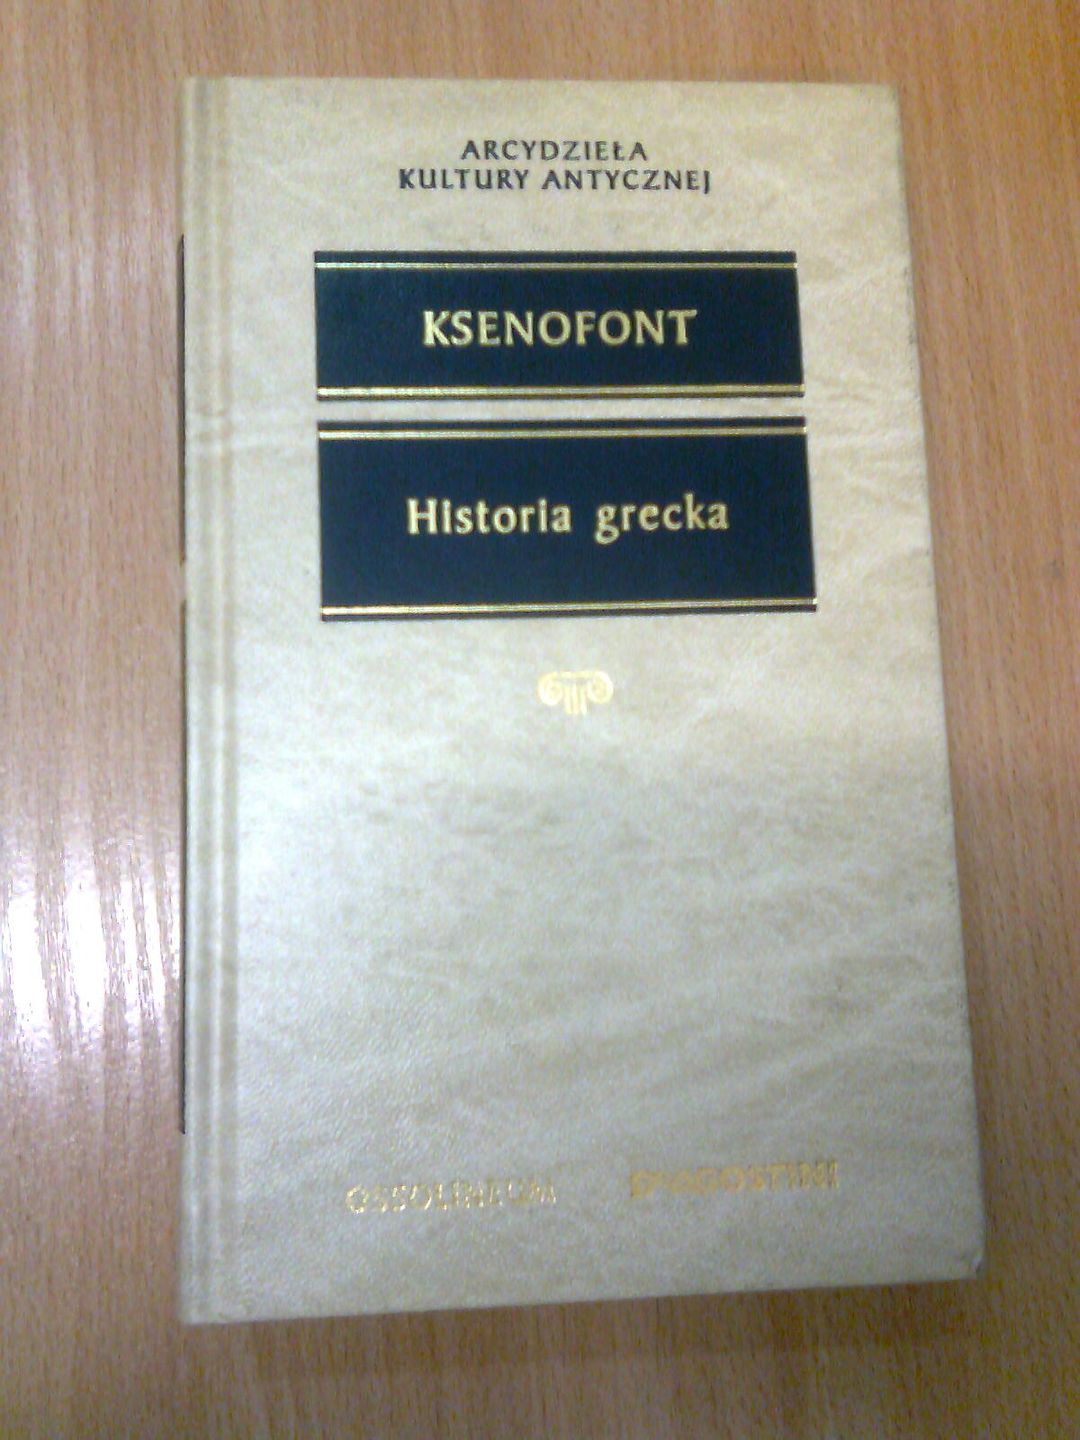 ARCYDZIEŁA
KULTURY ANTYCZNEJ
KSENOFONT
Historia grecka
OSSOLINEUM
DEAGOSTINI